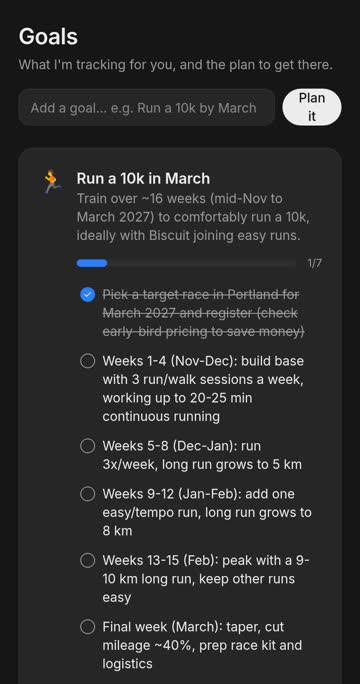 Goals
What I'm tracking for you, and the plan to get there.
Add a goal... e.g. Run a 10k by March
Plan
it
Run a 10k in March
Train over ~16 weeks (mid-Nov to
March 2027) to comfortably run a 10k,
ideally with Biscuit joining easy runs.
1/7
Pick a target race in Portland for
March 2027 and register (check
early-bird pricing to save money)
Weeks 1-4 (Nov-Dec): build base
with 3 run/walk sessions a week,
working up to 20-25 min
continuous running
Weeks 5-8 (Dec-Jan): run
3x/week, long run grows to 5 km
Weeks 9-12 (Jan-Feb): add one
easy/tempo run, long run grows to
8 km
Weeks 13-15 (Feb): peak with a 9-
10 km long run, keep other runs
easy
Final week (March): taper, cut
mileage ~40%, prep race kit and
logistics